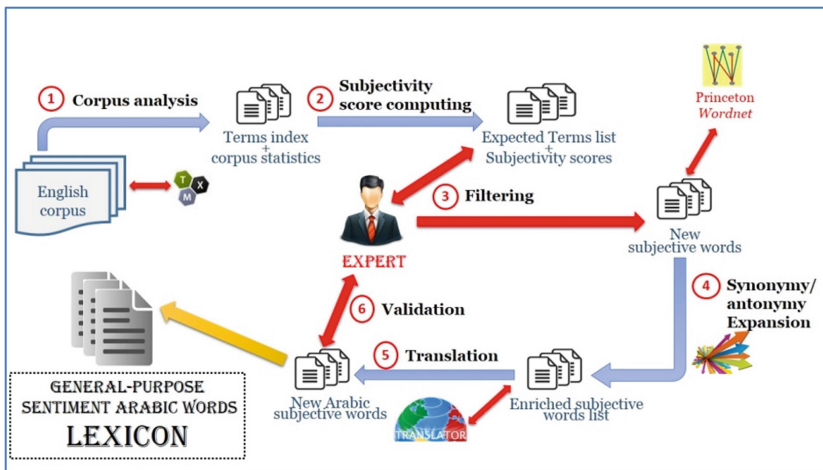 1 Corpus analysis
English
corpus
T X M
Terms index
+
corpus statistics
2 Subjectivity
score computing
Expected Terms list
+
Subjectivity scores
Princeton
Wordnet
EXPERT
3 Filtering
New
subjective words
4 Synonymy/
antonymy
Expansion
Enriched subjective
words list
TRANSLATOR
5 Translation
New Arabic
subjective words
6 Validation
GENERAL-PURPOSE
SENTIMENT ARABIC WORDS
LEXICON